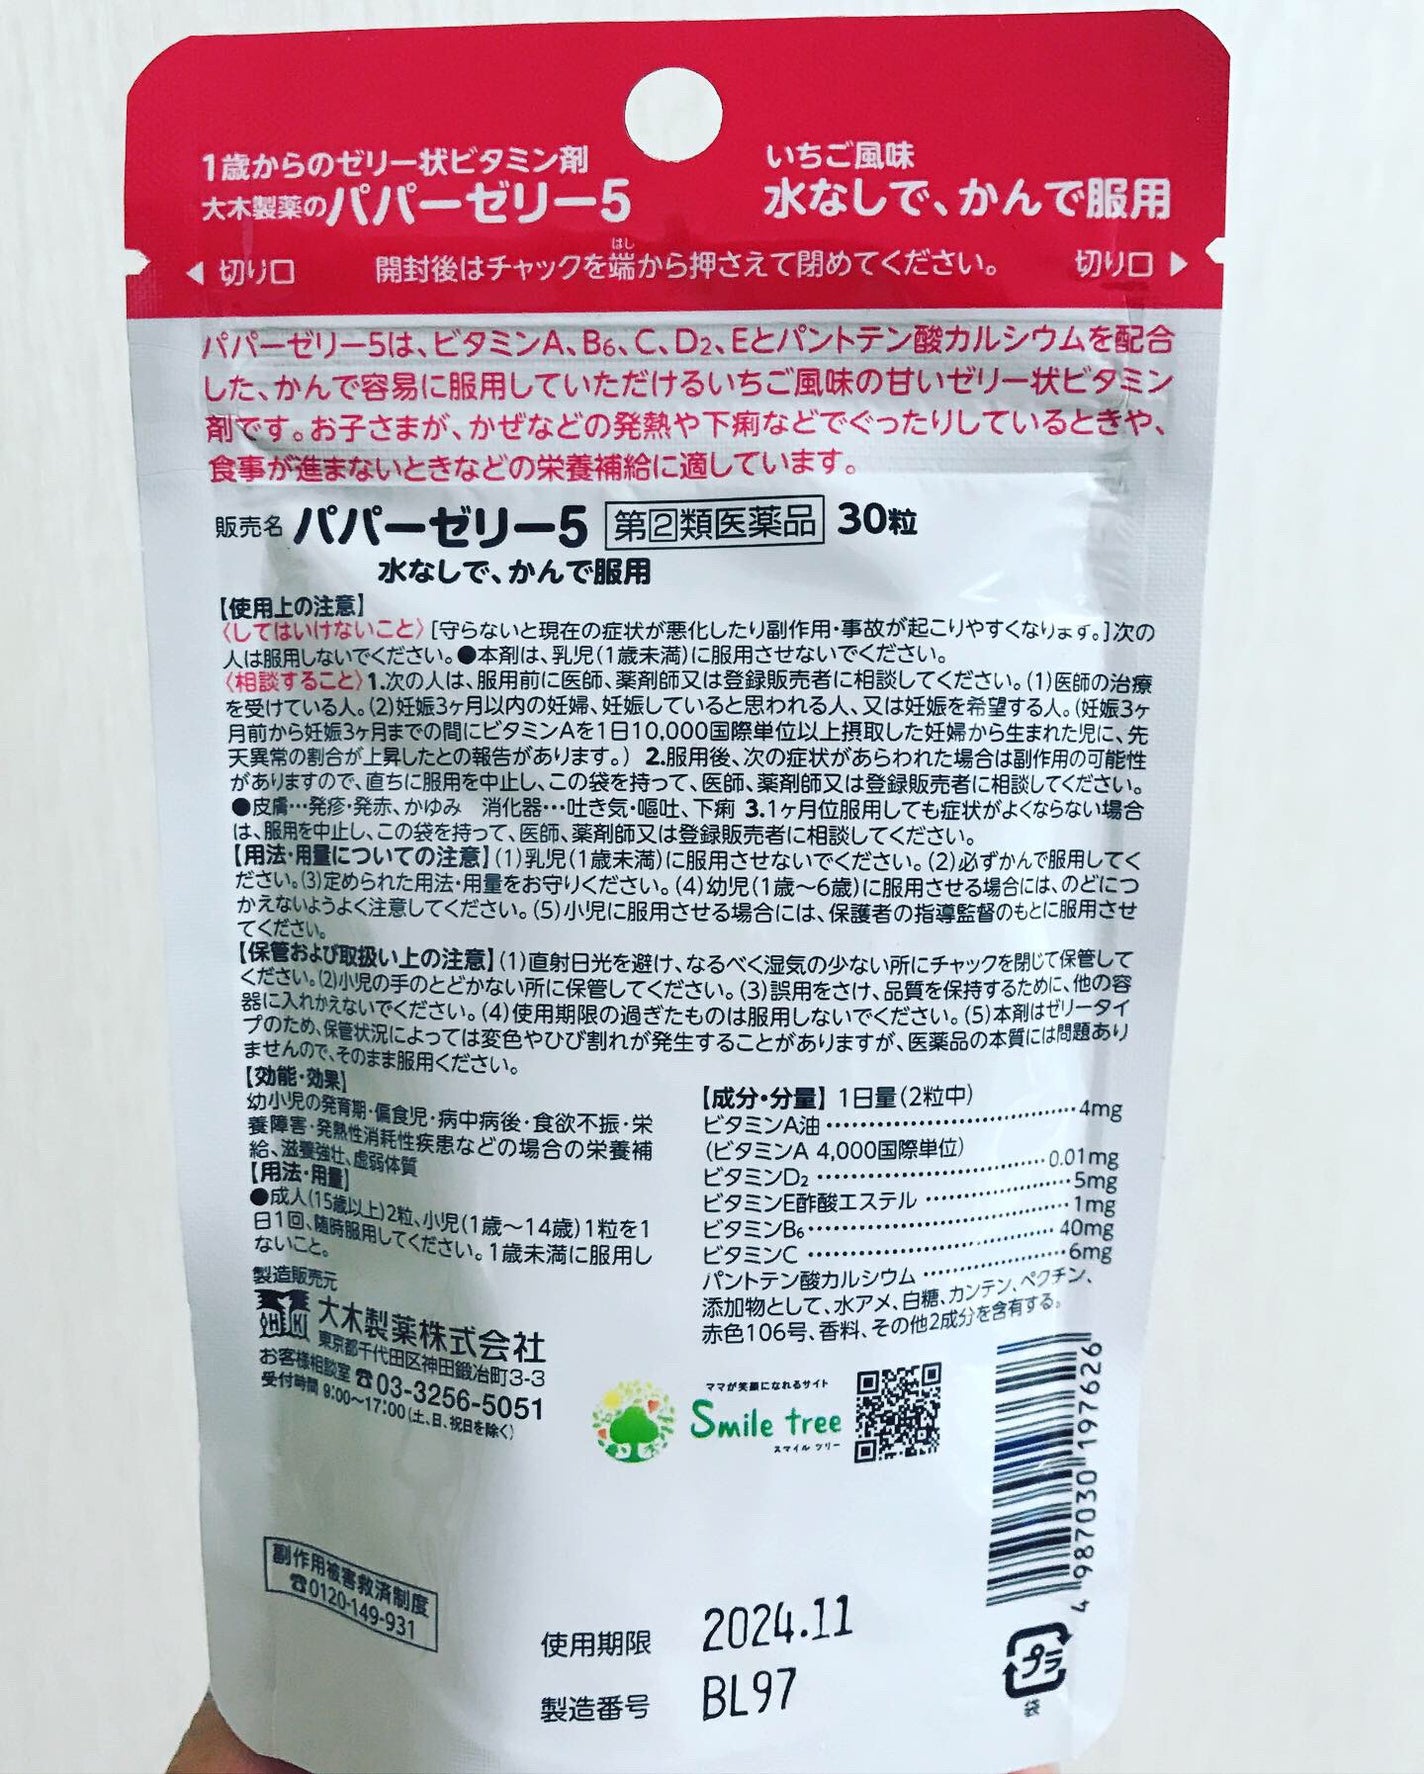 1歳からのゼリー状ビタミン剤
大木製薬のパパーゼリー5
いちご風味
水なしで、かんで服用
◀ 切り口
はし
開封後はチャックを端から押さえて閉めてください。
切り口 ▶
パパーゼリー5は、ビタミンA、B6、C、D2、Eとパントテン酸カルシウムを配合
した、かんで容易に服用していただけるいちご風味の甘いゼリー状ビタミン
剤です。お子さまが、かぜなどの発熱や下痢などでぐったりしているときや、
食事が進まないときなどの栄養補給に適しています。
販売名 パパーゼリー5 第②類医薬品 30粒
水なしで、かんで服用
【使用上の注意】
〈してはいけないこと〉[守らないと現在の症状が悪化したり副作用・事故が起こりやすくなります。]次の
人は服用しないでください。●本剤は、乳児(1歳未満)に服用させないでください。
〈相談すること〉1.次の人は、服用前に医師、薬剤師又は登録販売者に相談してください。(1)医師の治療
を受けている人。(2)妊娠3ヶ月以内の妊婦、妊娠していると思われる人、又は妊娠を希望する人。(妊娠3ヶ
月前から妊娠3ヶ月までの間にビタミンAを1日10,000国際単位以上摂取した妊婦から生まれた児に、先
天異常の割合が上昇したとの報告があります。) 2.服用後、次の症状があらわれた場合は副作用の可能性
がありますので、直ちに服用を中止し、この袋を持って、医師、薬剤師又は登録販売者に相談してください。
●皮膚…発疹・発赤、かゆみ 消化器…吐き気・嘔吐、下痢 3.1ヶ月位服用しても症状がよくならない場合
は、服用を中止し、この袋を持って、医師、薬剤師又は登録販売者に相談してください。
【用法・用量についての注意】(1)乳児(1歳未満)に服用させないでください。(2)必ずかんで服用してく
ださい。(3)定められた用法・用量をお守りください。(4)幼児(1歳～6歳)に服用させる場合には、のどにつ
かえないようよく注意してください。(5)小児に服用させる場合には、保護者の指導監督のもとに服用させ
てください。
【保管および取扱い上の注意】(1)直射日光を避け、なるべく湿気の少ない所にチャックを閉じて保管して
ください。(2)小児の手のとどかない所に保管してください。(3)誤用をさけ、品質を保持するために、他の容
器に入れかえないでください。(4)使用期限の過ぎたものは服用しないでください。(5)本剤はゼリータイ
プのため、保管状況によっては変色やひび割れが発生することがありますが、医薬品の本質には問題あり
ませんので、そのまま服用ください。
【効能・効果】
幼小児の発育期・偏食児・病中病後・食欲不振・栄
養障害・発熱性消耗性疾患などの場合の栄養補
給、滋養強壮、虚弱体質
【用法・用量】
●成人(15歳以上)2粒、小児(1歳～14歳)1粒を1
日1回、随時服用してください。1歳未満に服用し
ないこと。
【成分・分量】 1日量(2粒中)
ビタミンA油…………4mg
(ビタミンA 4,000国際単位)
ビタミンD2…………0.01mg
ビタミンE酢酸エステル…………5mg
ビタミンB6…………1mg
ビタミンC…………40mg
パントテン酸カルシウム…………6mg
添加物として、水アメ、白糖、カンテン、ペクチン、
赤色106号、香料、その他2成分を含有する。
製造販売元
HK
大木製薬株式会社
東京都千代田区神田鍛冶町3-3
お客様相談室 ☎03-3256-5051
受付時間 9:00～17:00(土、日、祝日を除く)
ママが笑顔になれるサイト
Smile tree
スマイル ツリー
4 987030 197626
副作用被害救済制度
☎0120-149-931
使用期限 2024.11
製造番号 BL97
プラ
袋